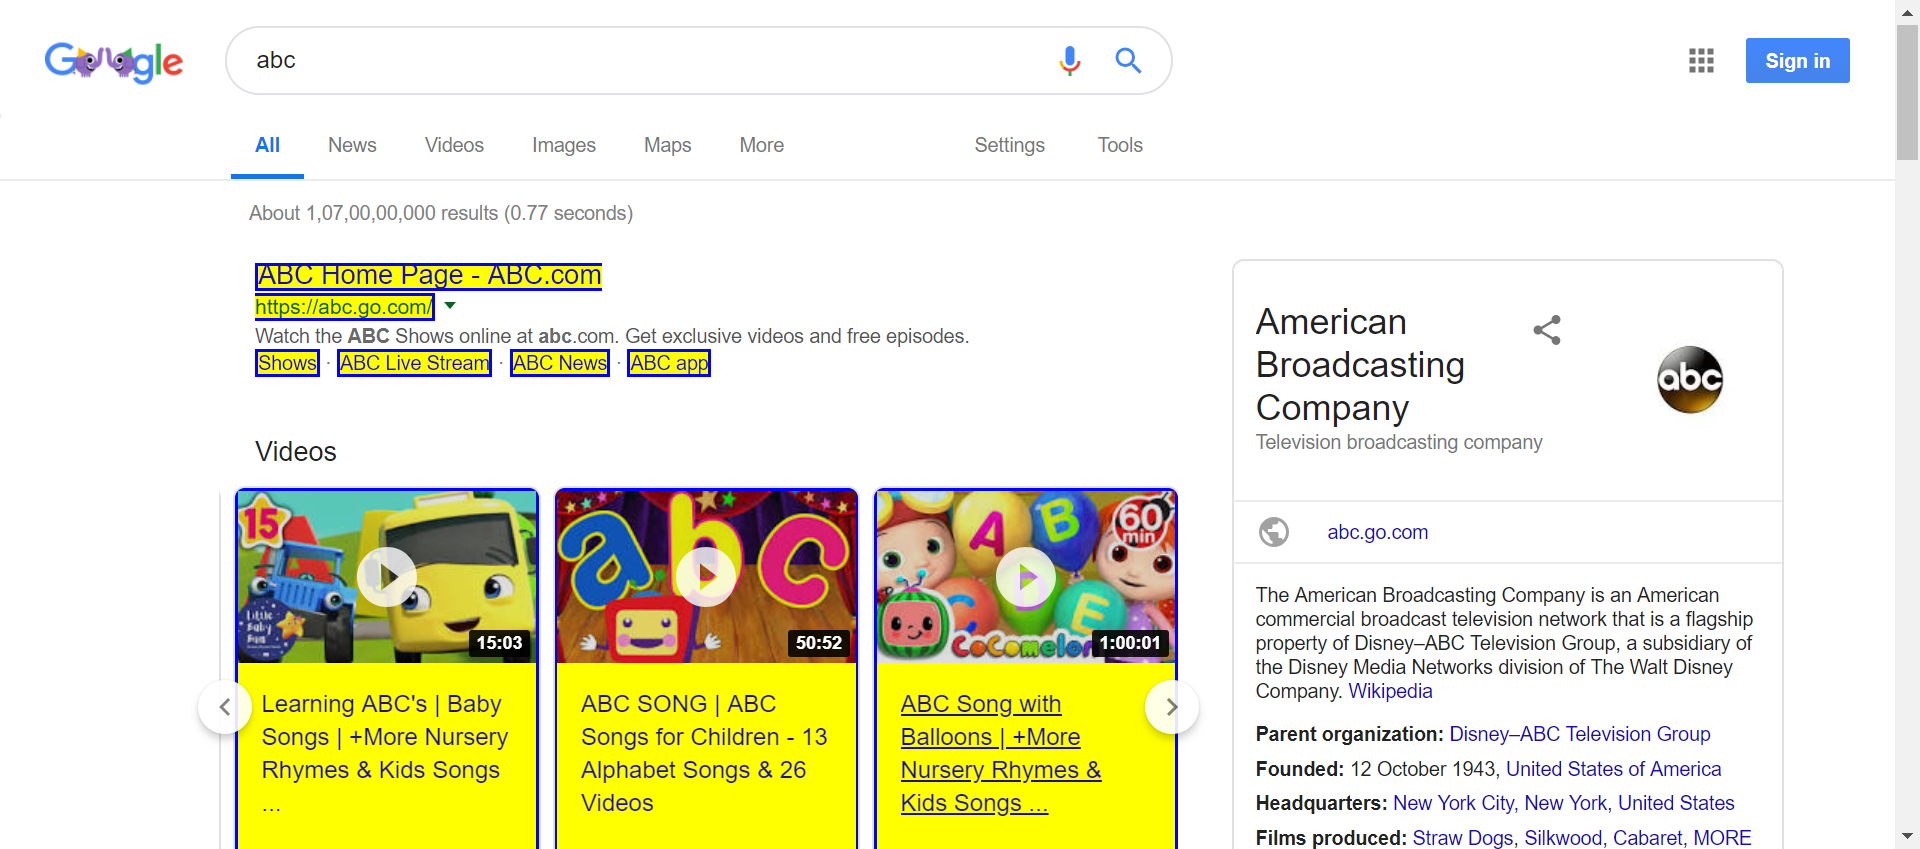 Google
abc
Sign in
All News Videos Images Maps More Settings Tools
About 1,07,00,00,000 results (0.77 seconds)
ABC Home Page - ABC.com
https://abc.go.com/
Watch the ABC Shows online at abc.com. Get exclusive videos and free episodes.
Shows · ABC Live Stream · ABC News · ABC app
Videos
15
Little
Baby
Bum
15:03
Learning ABC's | Baby
Songs | +More Nursery
Rhymes & Kids Songs
...
abc
50:52
ABC SONG | ABC
Songs for Children - 13
Alphabet Songs & 26
Videos
60
min
A B
C D E
CoComelon
1:00:01
ABC Song with
Balloons | +More
Nursery Rhymes &
Kids Songs ...
American
Broadcasting
Company
Television broadcasting company
abc
abc.go.com
The American Broadcasting Company is an American
commercial broadcast television network that is a flagship
property of Disney–ABC Television Group, a subsidiary of
the Disney Media Networks division of The Walt Disney
Company. Wikipedia
Parent organization: Disney–ABC Television Group
Founded: 12 October 1943, United States of America
Headquarters: New York City, New York, United States
Films produced: Straw Dogs, Silkwood, Cabaret, MORE